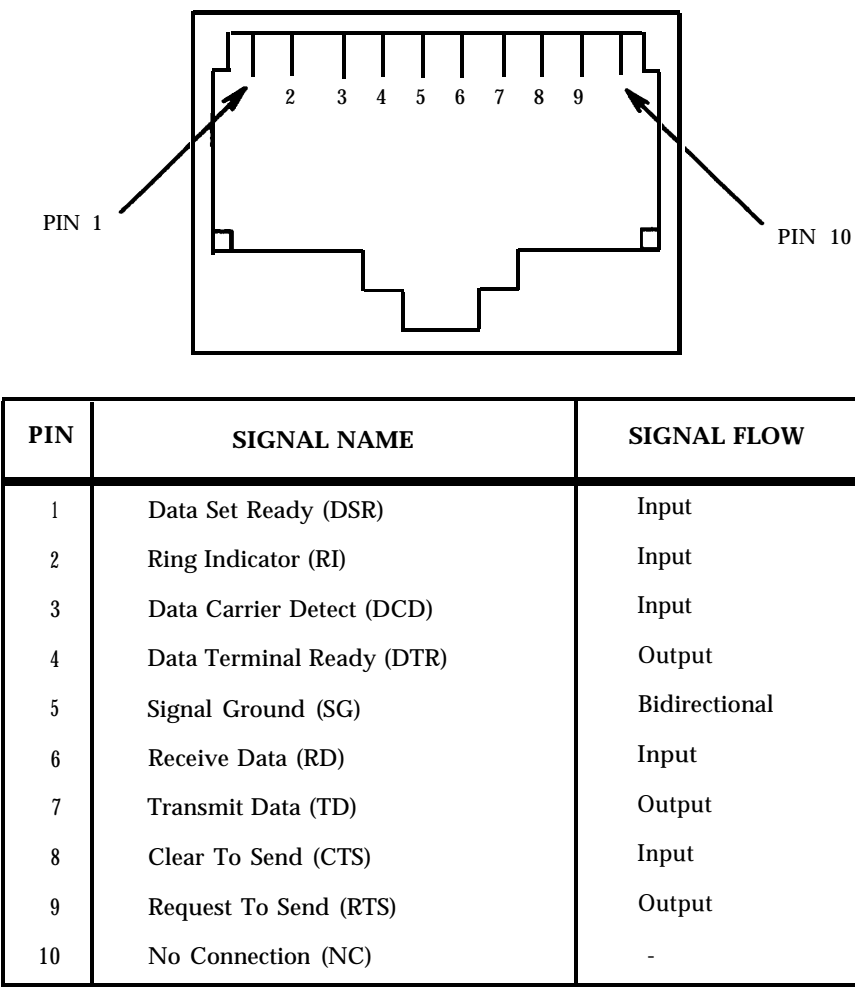 2 3 4 5 6 7 8 9
PIN 1
PIN 10
PIN SIGNAL NAME SIGNAL FLOW
1 Data Set Ready (DSR) Input
2 Ring Indicator (RI) Input
3 Data Carrier Detect (DCD) Input
4 Data Terminal Ready (DTR) Output
5 Signal Ground (SG) Bidirectional
6 Receive Data (RD) Input
7 Transmit Data (TD) Output
8 Clear To Send (CTS) Input
9 Request To Send (RTS) Output
10 No Connection (NC) -